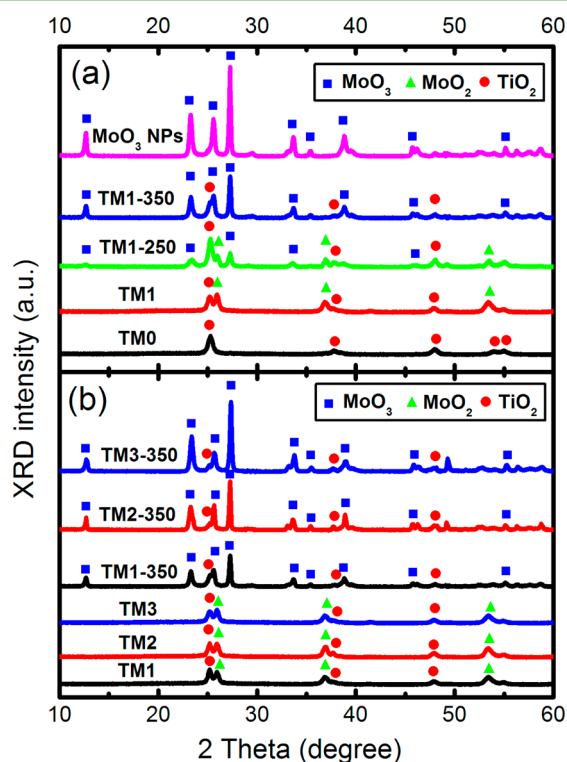 (a)
■ MoO₃ ▲ MoO₂ ● TiO₂
MoO₃ NPs
TM1-350
TM1-250
TM1
TM0
10 20 30 40 50 60
(b)
■ MoO₃ ▲ MoO₂ ● TiO₂
TM3-350
TM2-350
TM1-350
TM3
TM2
TM1
10 20 30 40 50 60
XRD intensity (a.u.)
2 Theta (degree)